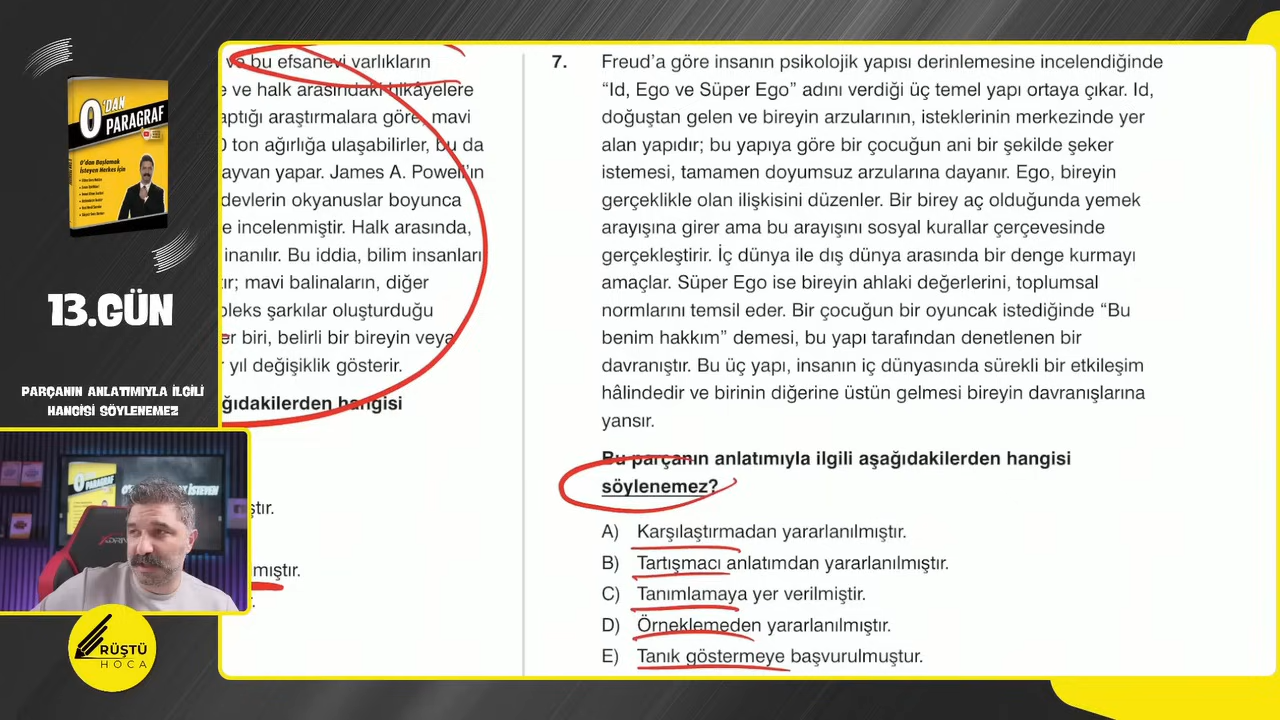 0'DAN
PARAGRAF
0'dan Başlamak
İsteyen Herkes İçin
13.GÜN
PARÇANIN ANLATIMIYLA İLGİLİ
HANGİSİ SÖYLENEMEZ
RÜŞTÜ
HOCA
ve bu efsanevi varlıkların
e ve halk arasındaki hikâyelere
aptığı araştırmalara göre, mavi
0 ton ağırlığa ulaşabilirler, bu da
ayvan yapar. James A. Powell'ın
devlerin okyanuslar boyunca
e incelenmiştir. Halk arasında,
inanılır. Bu iddia, bilim insanları
ır; mavi balinaların, diğer
pleks şarkılar oluşturduğu
er biri, belirli bir bireyin veya
yıl değişiklik gösterir.
ğıdakilerden hangisi
ştır.
mıştır.
7. Freud'a göre insanın psikolojik yapısı derinlemesine incelendiğinde
"Id, Ego ve Süper Ego" adını verdiği üç temel yapı ortaya çıkar. Id,
doğuştan gelen ve bireyin arzularının, isteklerinin merkezinde yer
alan yapıdır; bu yapıya göre bir çocuğun ani bir şekilde şeker
istemesi, tamamen doyumsuz arzularına dayanır. Ego, bireyin
gerçeklikle olan ilişkisini düzenler. Bir birey aç olduğunda yemek
arayışına girer ama bu arayışını sosyal kurallar çerçevesinde
gerçekleştirir. İç dünya ile dış dünya arasında bir denge kurmayı
amaçlar. Süper Ego ise bireyin ahlaki değerlerini, toplumsal
normlarını temsil eder. Bir çocuğun bir oyuncak istediğinde "Bu
benim hakkım" demesi, bu yapı tarafından denetlenen bir
davranıştır. Bu üç yapı, insanın iç dünyasında sürekli bir etkileşim
hâlindedir ve birinin diğerine üstün gelmesi bireyin davranışlarına
yansır.
Bu parçanın anlatımıyla ilgili aşağıdakilerden hangisi
söylenemez?
A) Karşılaştırmadan yararlanılmıştır.
B) Tartışmacı anlatımdan yararlanılmıştır.
C) Tanımlamaya yer verilmiştir.
D) Örneklemeden yararlanılmıştır.
E) Tanık göstermeye başvurulmuştur.